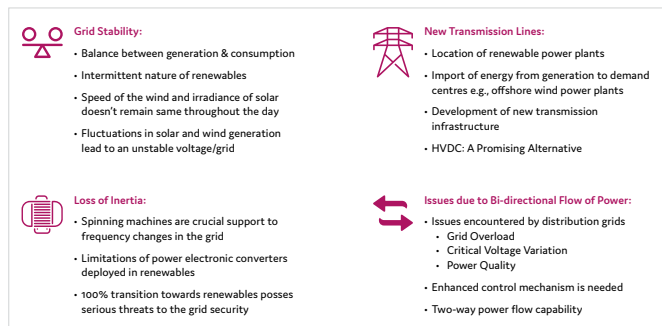 Grid Stability:
• Balance between generation & consumption
• Intermittent nature of renewables
• Speed of the wind and irradiance of solar
doesn't remain same throughout the day
• Fluctuations in solar and wind generation
lead to an unstable voltage/grid
New Transmission Lines:
• Location of renewable power plants
• Import of energy from generation to demand
centres e.g., offshore wind power plants
• Development of new transmission
infrastructure
• HVDC: A Promising Alternative
Loss of Inertia:
• Spinning machines are crucial support to
frequency changes in the grid
• Limitations of power electronic converters
deployed in renewables
• 100% transition towards renewables posses
serious threats to the grid security
Issues due to Bi-directional Flow of Power:
• Issues encountered by distribution grids
• Grid Overload
• Critical Voltage Variation
• Power Quality
• Enhanced control mechanism is needed
• Two-way power flow capability